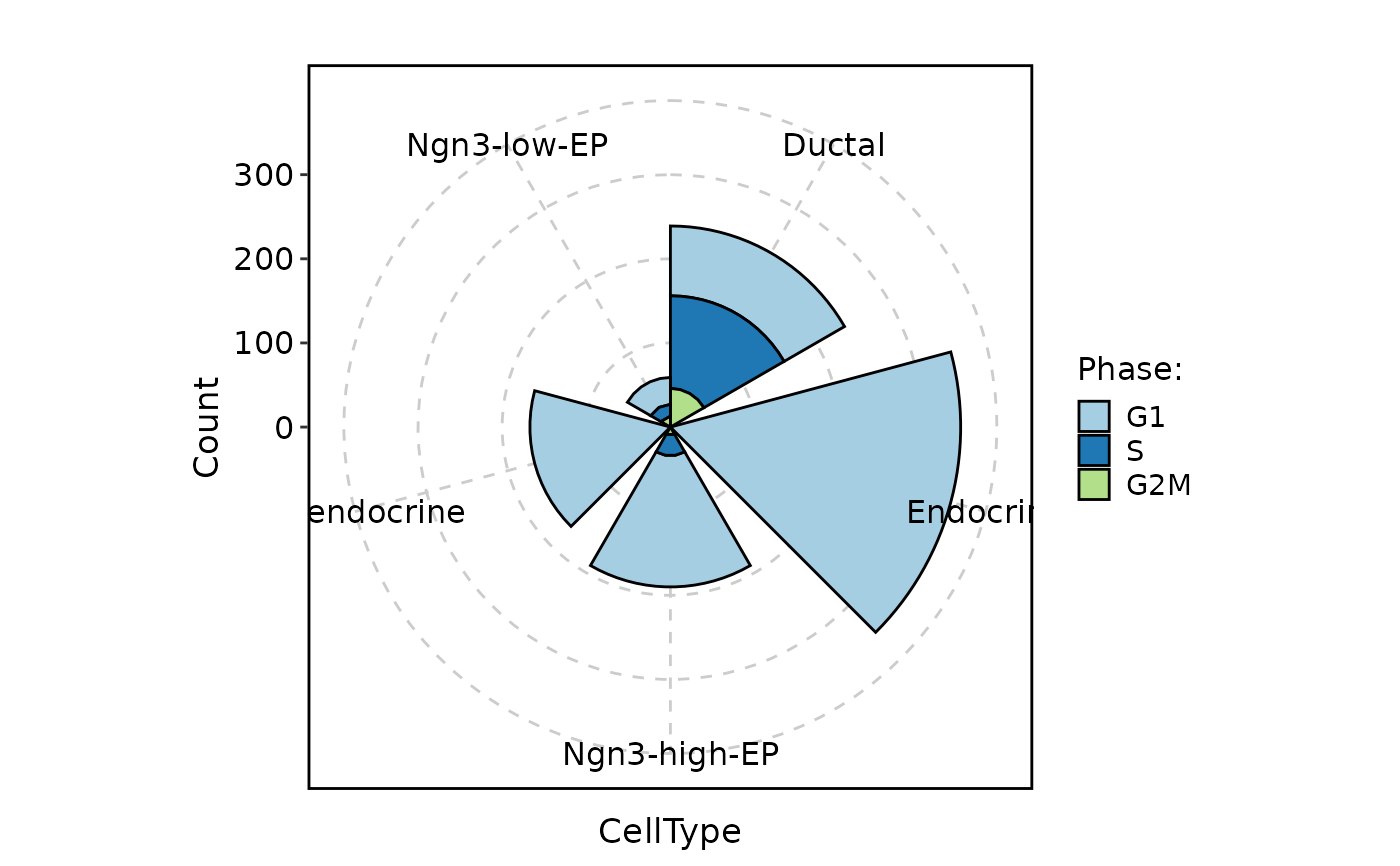 Ngn3-low-EP
Ductal
300
200
100
0
Count
endocrine
Endocrin
Ngn3-high-EP
CellType
Phase:
G1
S
G2M